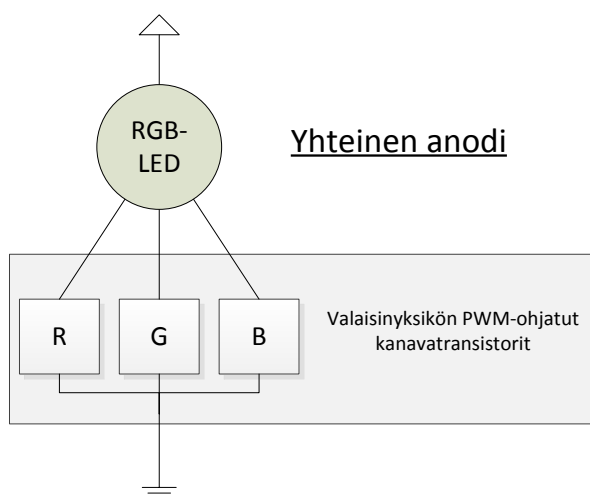 RGB-
LED
Yhteinen anodi
R G B
Valaisinyksikön PWM-ohjatut
kanavatransistorit